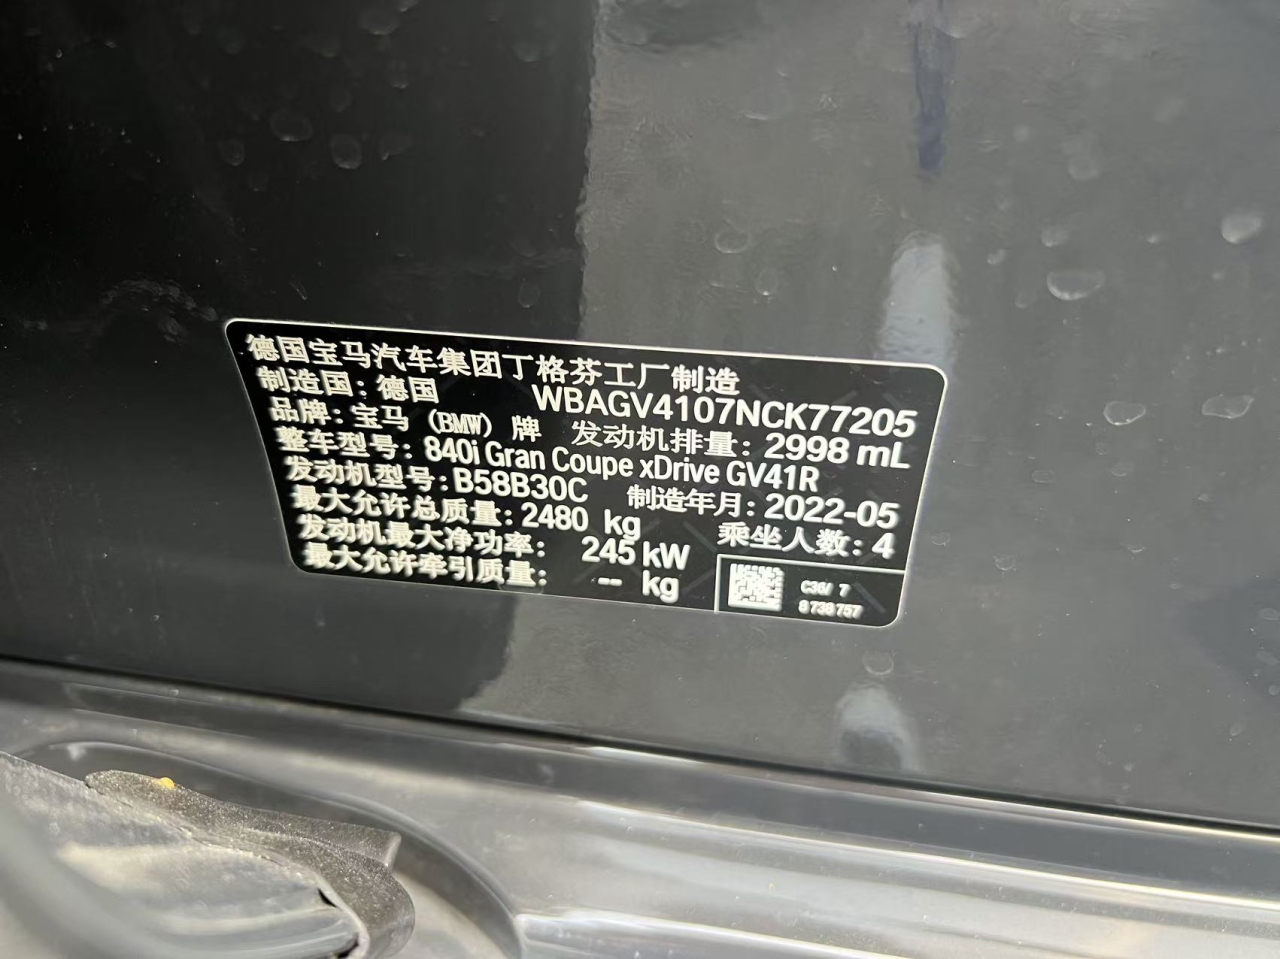 德国宝马汽车集团丁格芬工厂制造
制造国：德国 WBAGV4107NCK77205
品牌：宝马 (BMW) 牌 发动机排量：2998 mL
整车型号：840i Gran Coupe xDrive GV41R
发动机型号：B58B30C 制造年月：2022-05
最大允许总质量：2480 kg 乘坐人数：4
发动机最大净功率： 245 kW
最大允许牵引质量： -- kg
C36/ 7
8738757